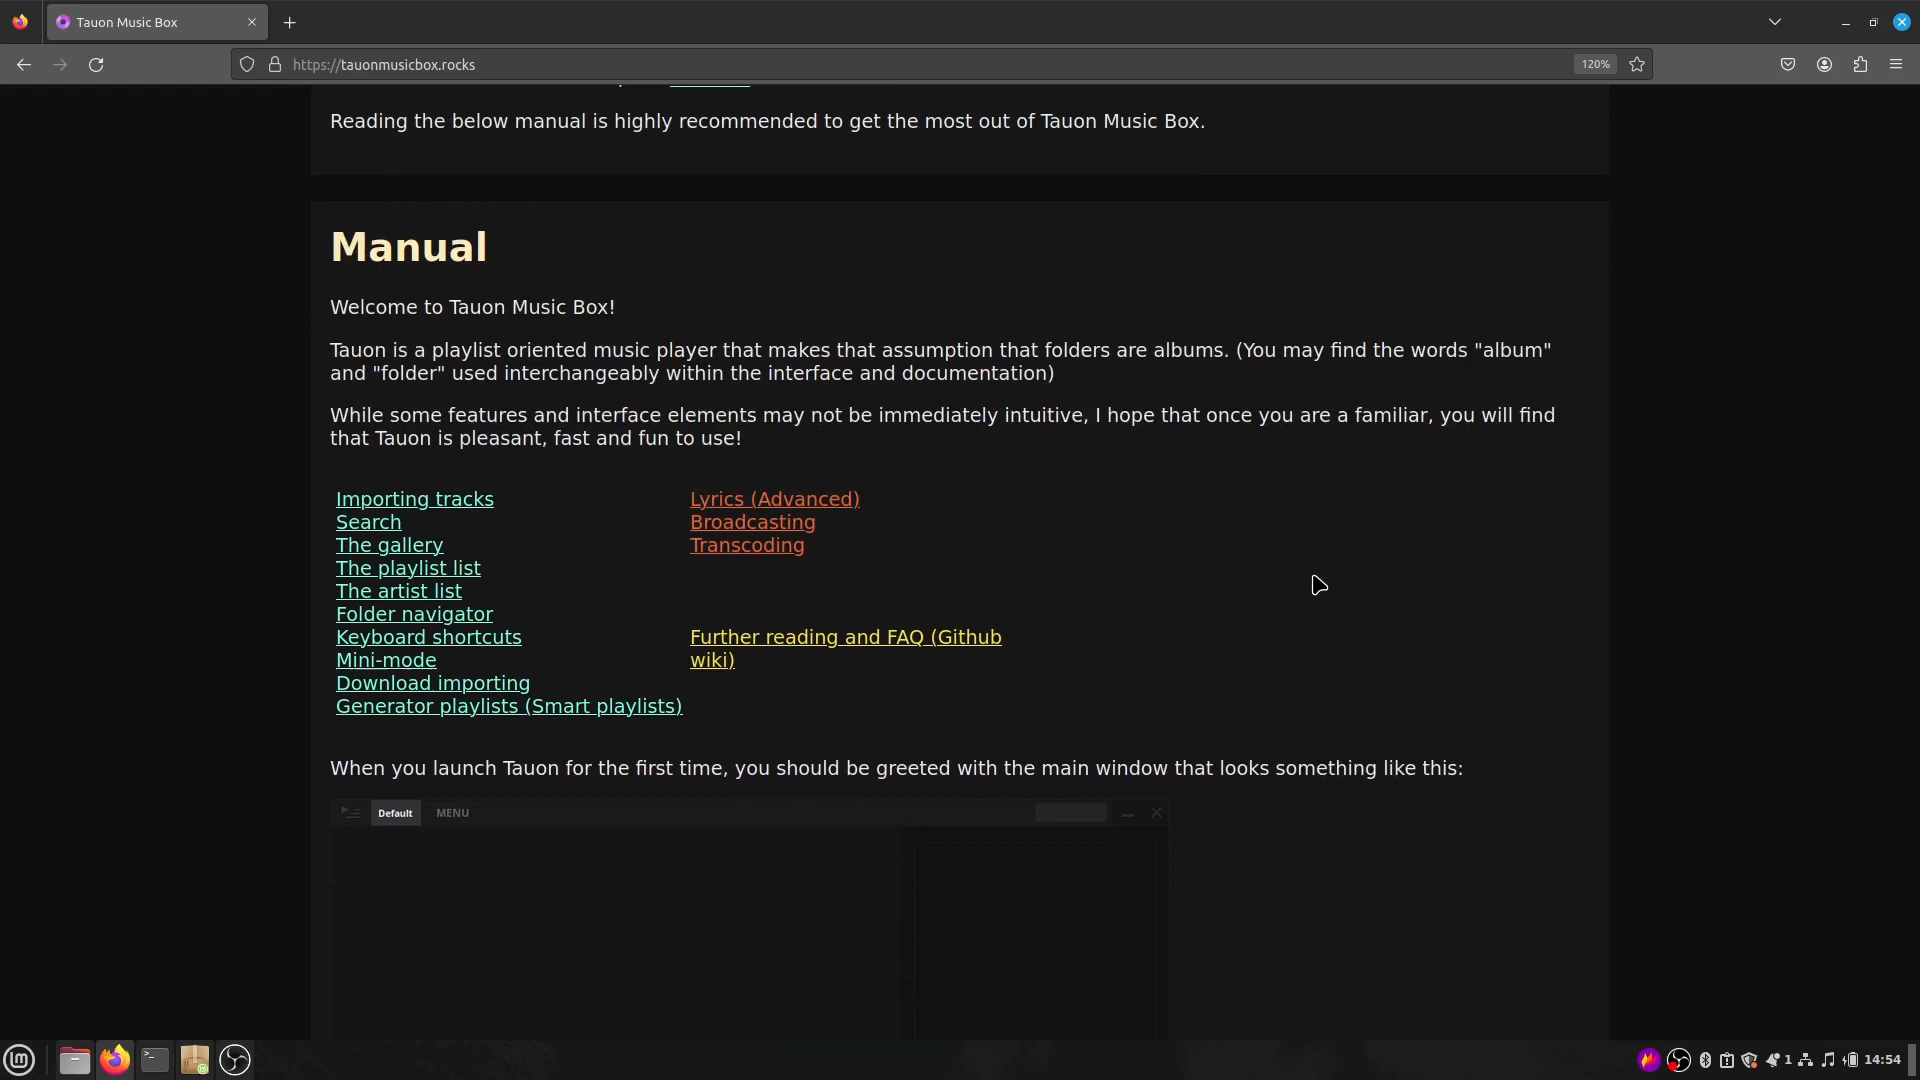 Tauon Music Box
https://tauonmusicbox.rocks
120%
Reading the below manual is highly recommended to get the most out of Tauon Music Box.
Manual
Welcome to Tauon Music Box!
Tauon is a playlist oriented music player that makes that assumption that folders are albums. (You may find the words "album"
and "folder" used interchangeably within the interface and documentation)
While some features and interface elements may not be immediately intuitive, I hope that once you are a familiar, you will find
that Tauon is pleasant, fast and fun to use!
Importing tracks
Search
The gallery
The playlist list
The artist list
Folder navigator
Keyboard shortcuts
Mini-mode
Download importing
Generator playlists (Smart playlists)
Lyrics (Advanced)
Broadcasting
Transcoding
Further reading and FAQ (Github
wiki)
When you launch Tauon for the first time, you should be greeted with the main window that looks something like this:
Default MENU
1 14:54